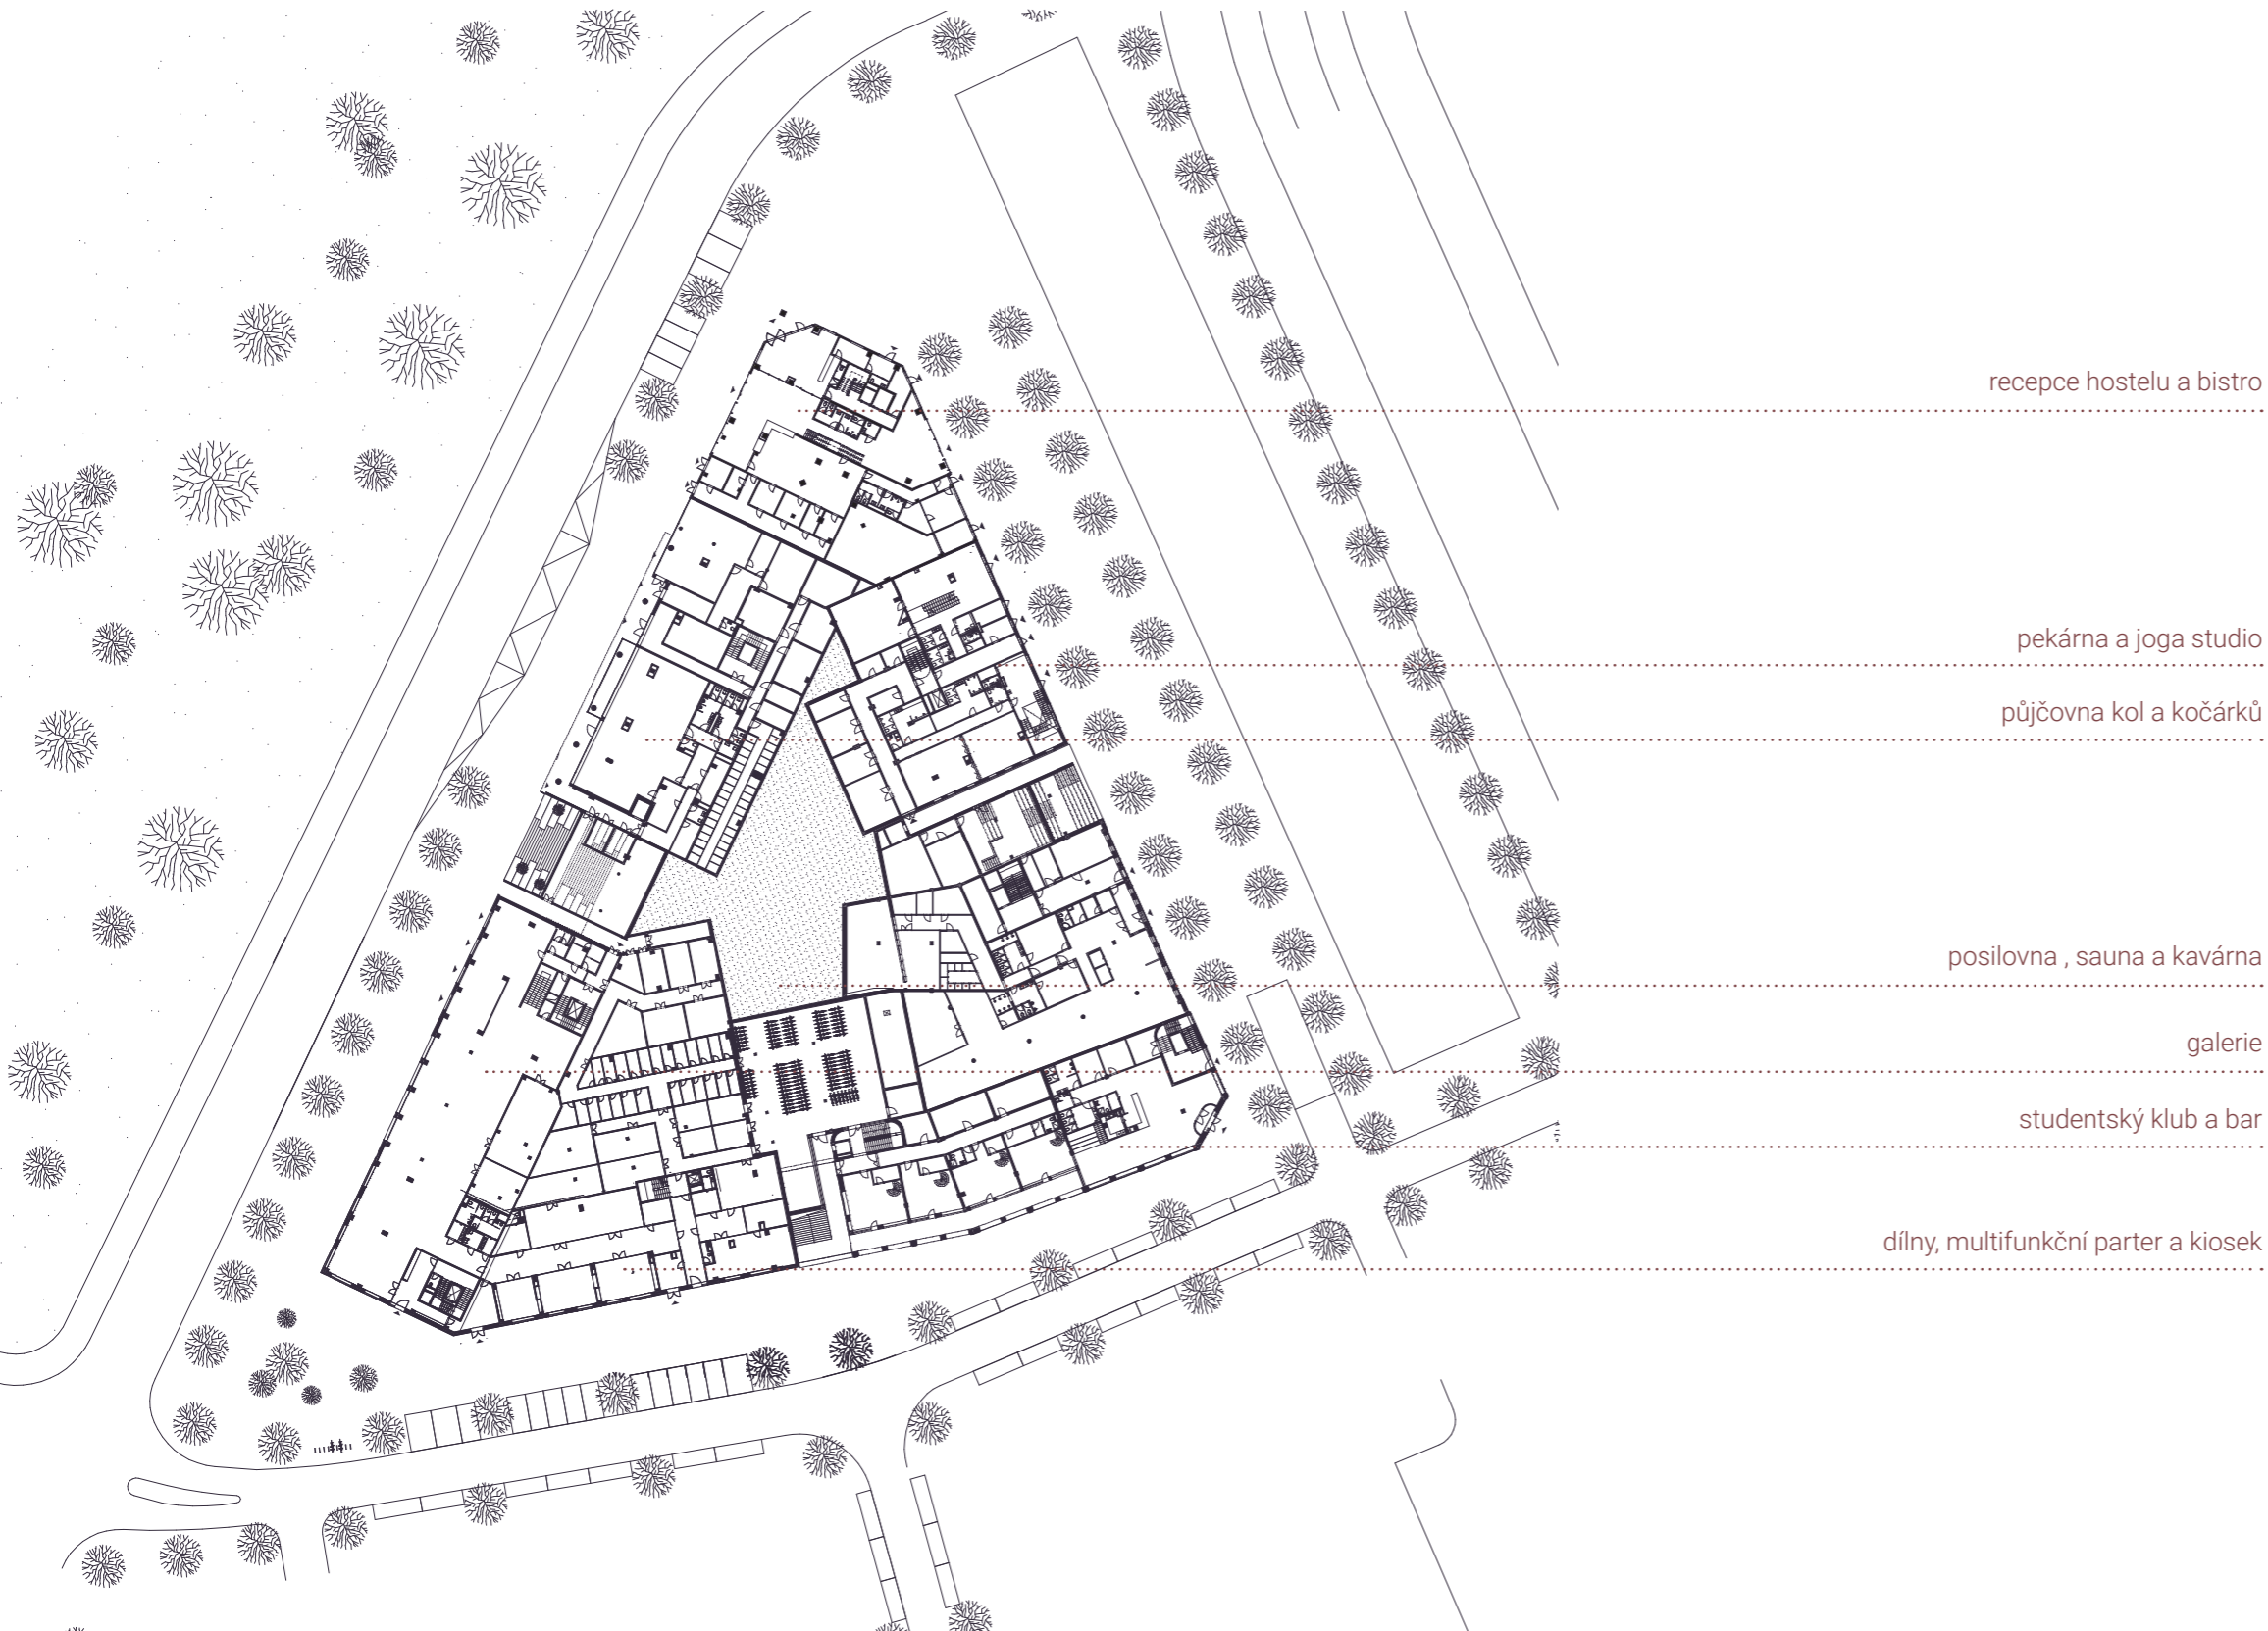 recepce hostelu a bistro
pekárna a joga studio
půjčovna kol a kočárků
posilovna , sauna a kavárna
galerie
studentský klub a bar
dílny, multifunkční parter a kiosek